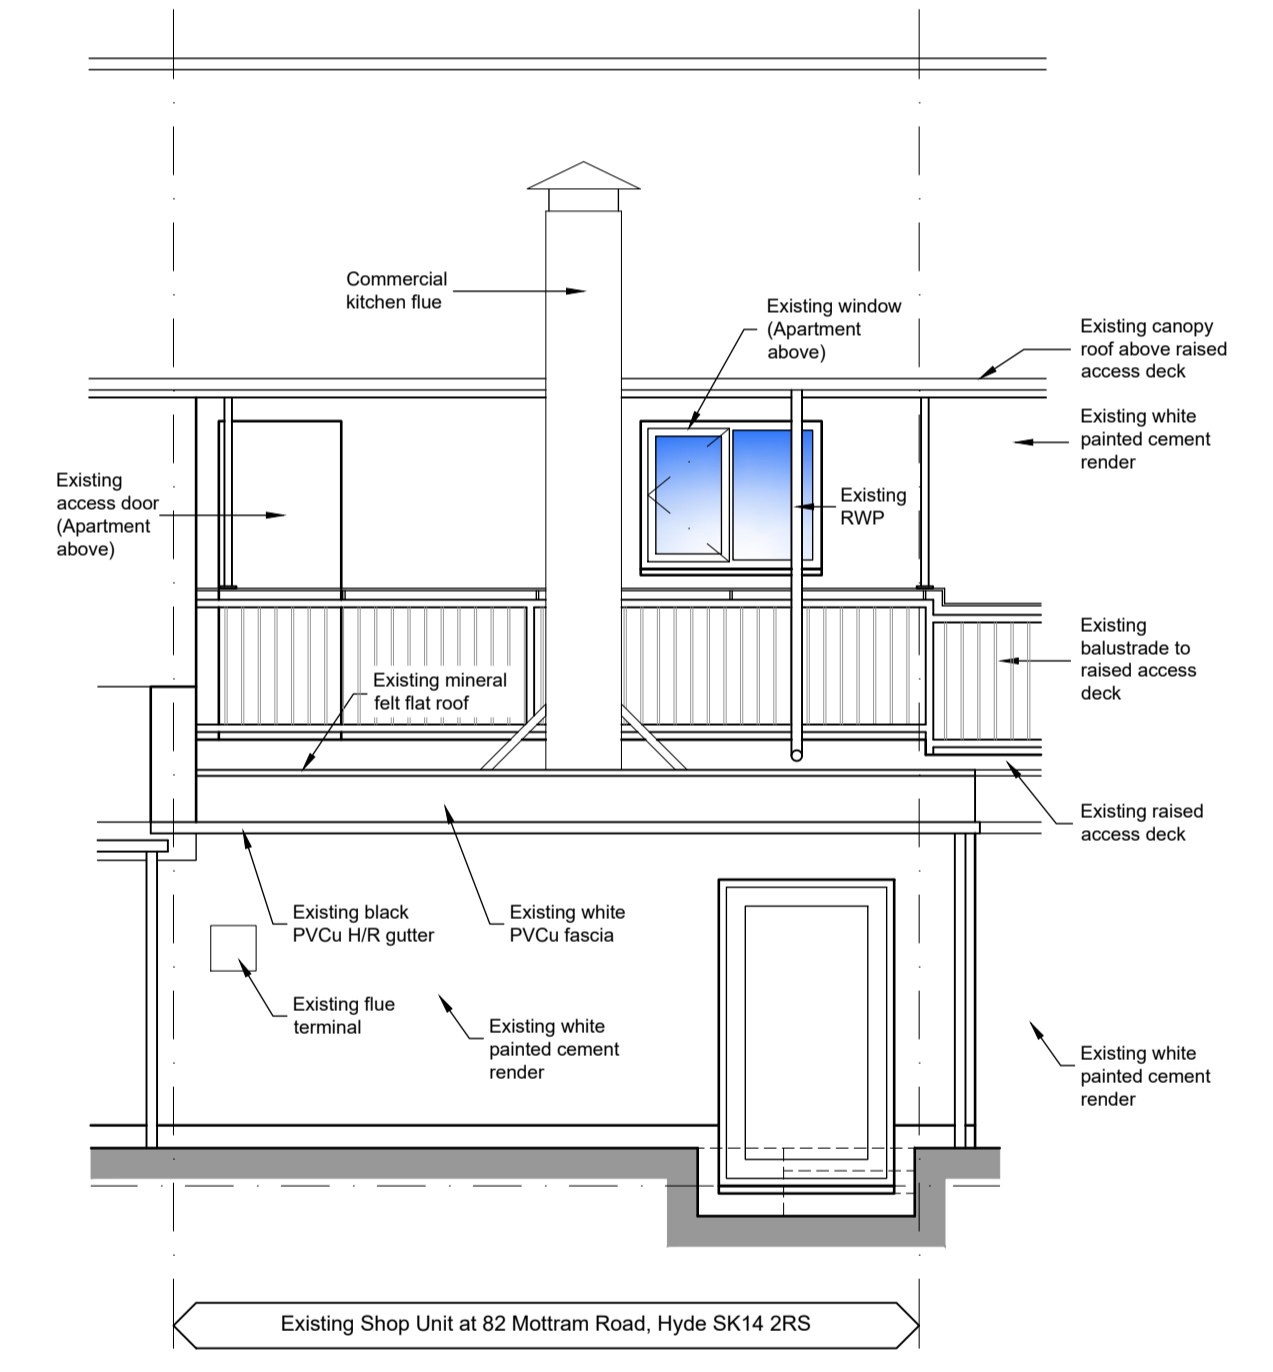 Commercial
kitchen flue
Existing window
(Apartment
above)
Existing canopy
roof above raised
access deck
Existing white
painted cement
render
Existing
access door
(Apartment
above)
Existing
RWP
Existing
balustrade to
raised access
deck
Existing mineral
felt flat roof
Existing raised
access deck
Existing black
PVCu H/R gutter
Existing white
PVCu fascia
Existing flue
terminal
Existing white
painted cement
render
Existing white
painted cement
render
Existing Shop Unit at 82 Mottram Road, Hyde SK14 2RS